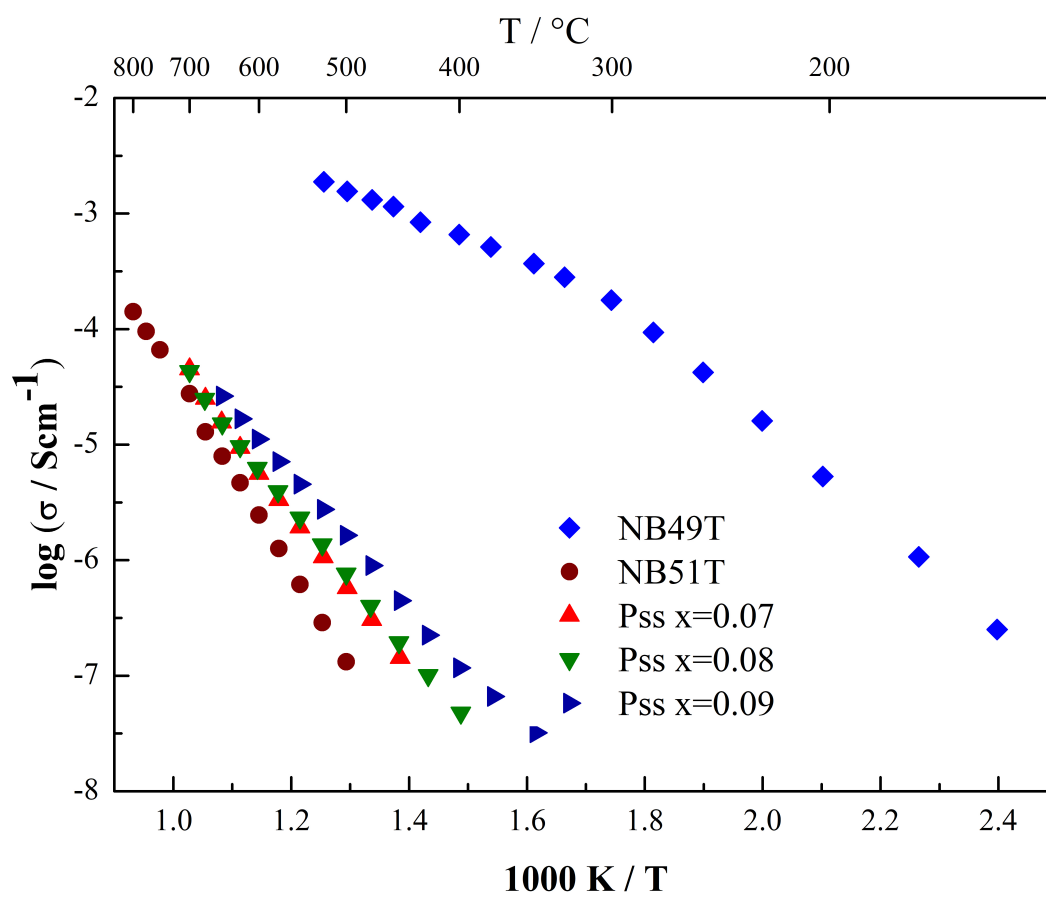 T / °C
800 700 600 500 400 300 200
-2
-3
-4
-5
-6
-7
-8
log (σ / Scm-1)
NB49T
NB51T
Pss x=0.07
Pss x=0.08
Pss x=0.09
1.0 1.2 1.4 1.6 1.8 2.0 2.2 2.4
1000 K / T